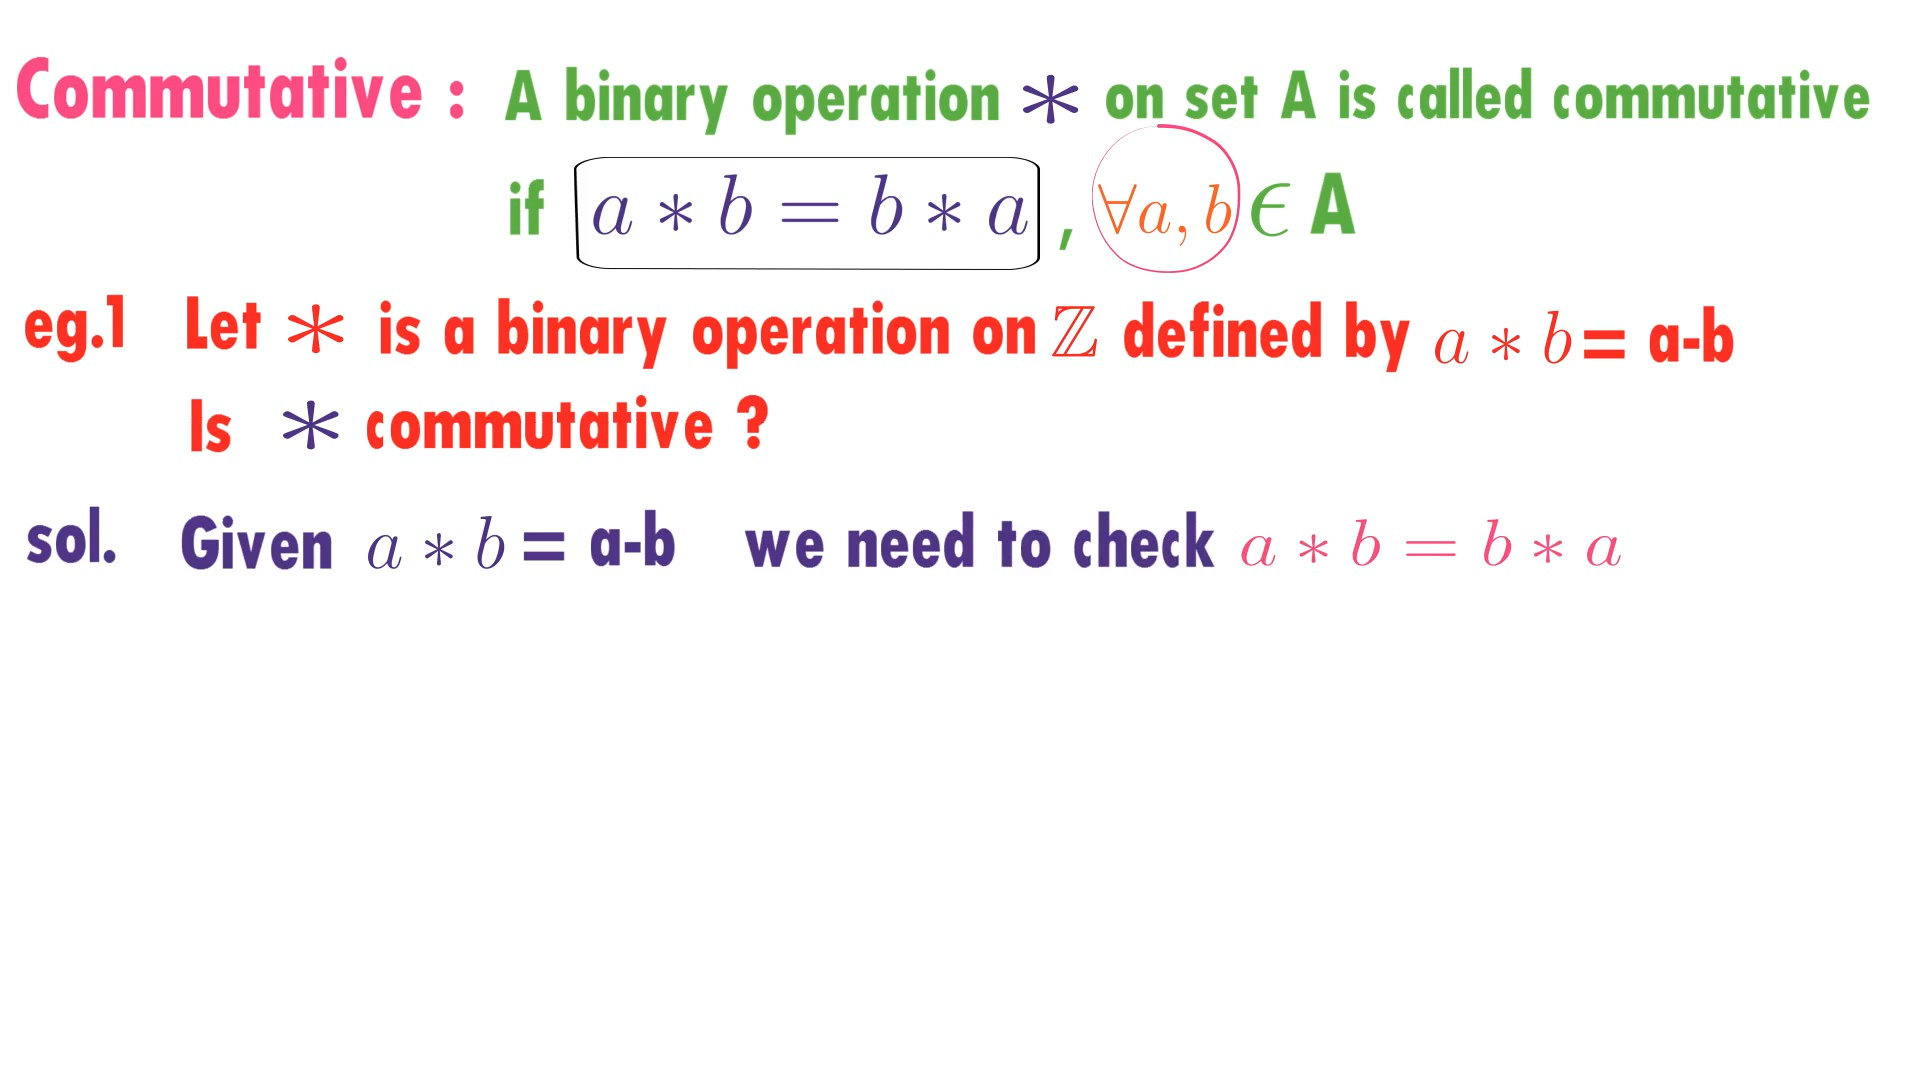 Commutative : A binary operation * on set A is called commutative
if a * b = b * a , ∀a, b ∈ A
eg.1 Let * is a binary operation on ℤ defined by a * b = a-b
Is * commutative ?
sol. Given a * b = a-b we need to check a * b = b * a